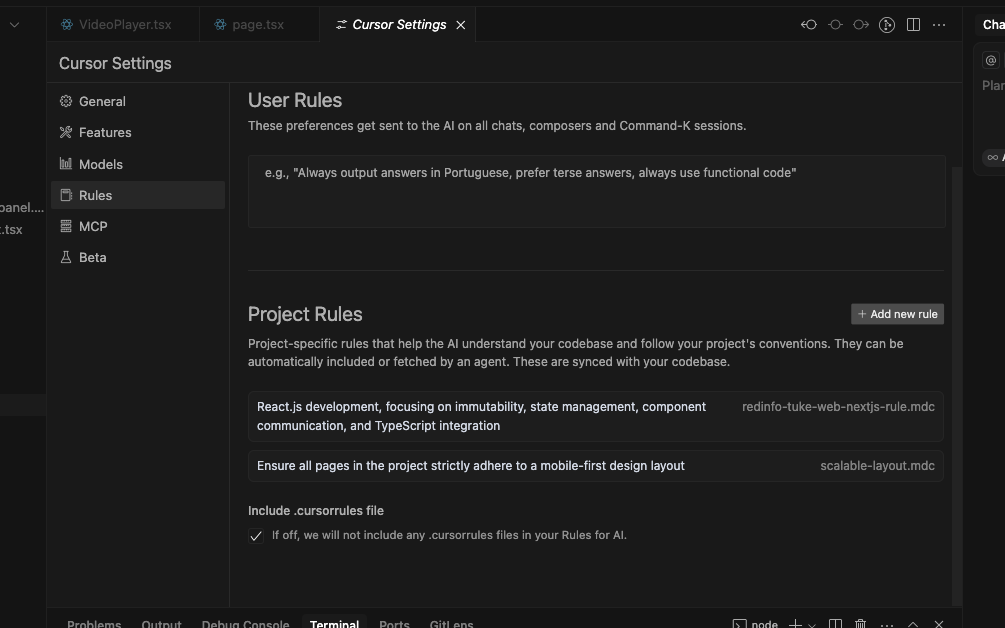 VideoPlayer.tsx
page.tsx
Cursor Settings
Cha
Cursor Settings
@
Plan
General
Features
Models
Rules
MCP
Beta
panel....
.tsx
User Rules
These preferences get sent to the AI on all chats, composers and Command-K sessions.
e.g., "Always output answers in Portuguese, prefer terse answers, always use functional code"
Project Rules
+ Add new rule
Project-specific rules that help the AI understand your codebase and follow your project's conventions. They can be
automatically included or fetched by an agent. These are synced with your codebase.
React.js development, focusing on immutability, state management, component
communication, and TypeScript integration
redinfo-tuke-web-nextjs-rule.mdc
Ensure all pages in the project strictly adhere to a mobile-first design layout
scalable-layout.mdc
Include .cursorrules file
If off, we will not include any .cursorrules files in your Rules for AI.
Problems
Output
Debug Console
Terminal
Ports
GitLens
node